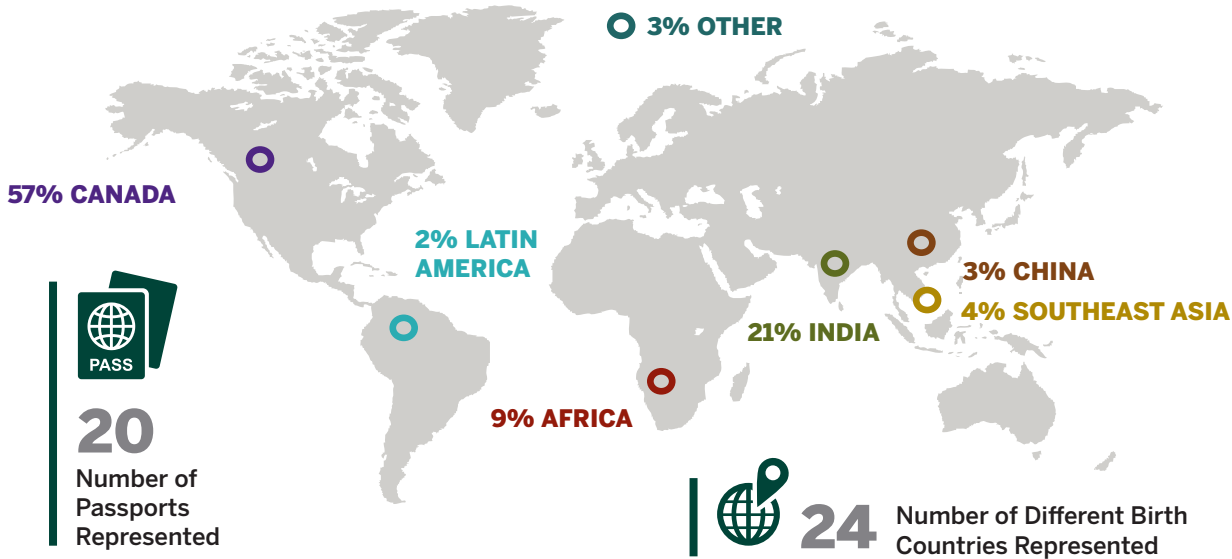 3% OTHER
57% CANADA
2% LATIN
AMERICA
3% CHINA
4% SOUTHEAST ASIA
21% INDIA
9% AFRICA
PASS
20
Number of
Passports
Represented
24
Number of Different Birth
Countries Represented